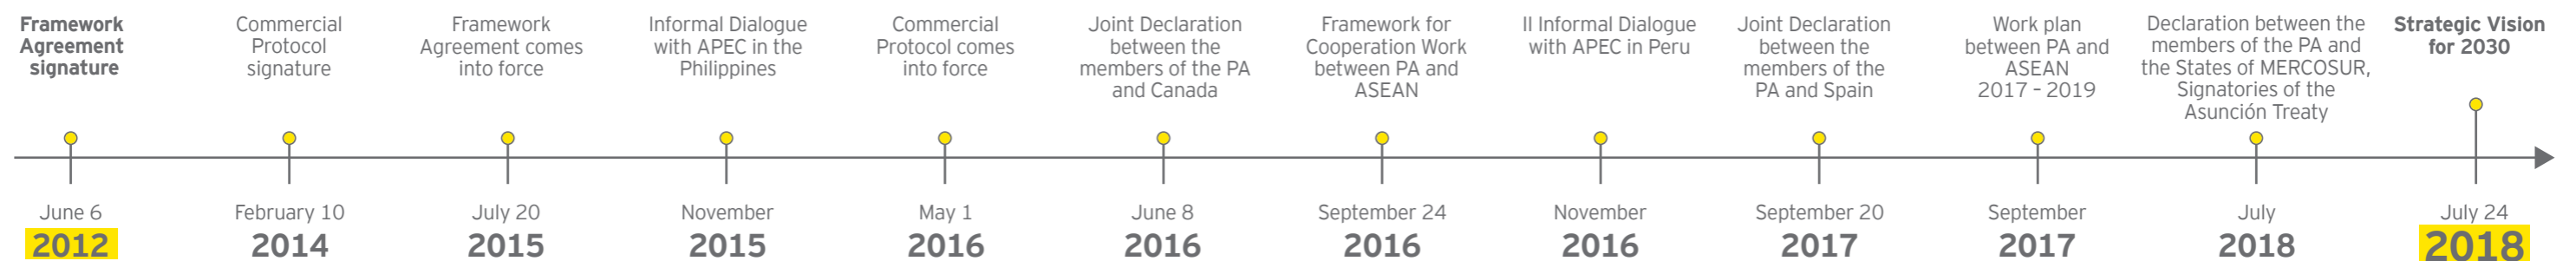 Framework
Agreement
signature
June 6
2012
Commercial
Protocol
signature
February 10
2014
Framework
Agreement comes
into force
July 20
2015
Informal Dialogue
with APEC in the
Philippines
November
2015
Commercial
Protocol comes
into force
May 1
2016
Joint Declaration
between the
members of the PA
and Canada
June 8
2016
Framework for
Cooperation Work
between PA and
ASEAN
September 24
2016
II Informal Dialogue
with APEC in Peru
November
2016
Joint Declaration
between the
members of the
PA and Spain
September 20
2017
Work plan
between PA and
ASEAN
2017 – 2019
September
2017
Declaration between the
members of the PA and
the States of MERCOSUR,
Signatories of the
Asunción Treaty
July
2018
Strategic Vision
for 2030
July 24
2018